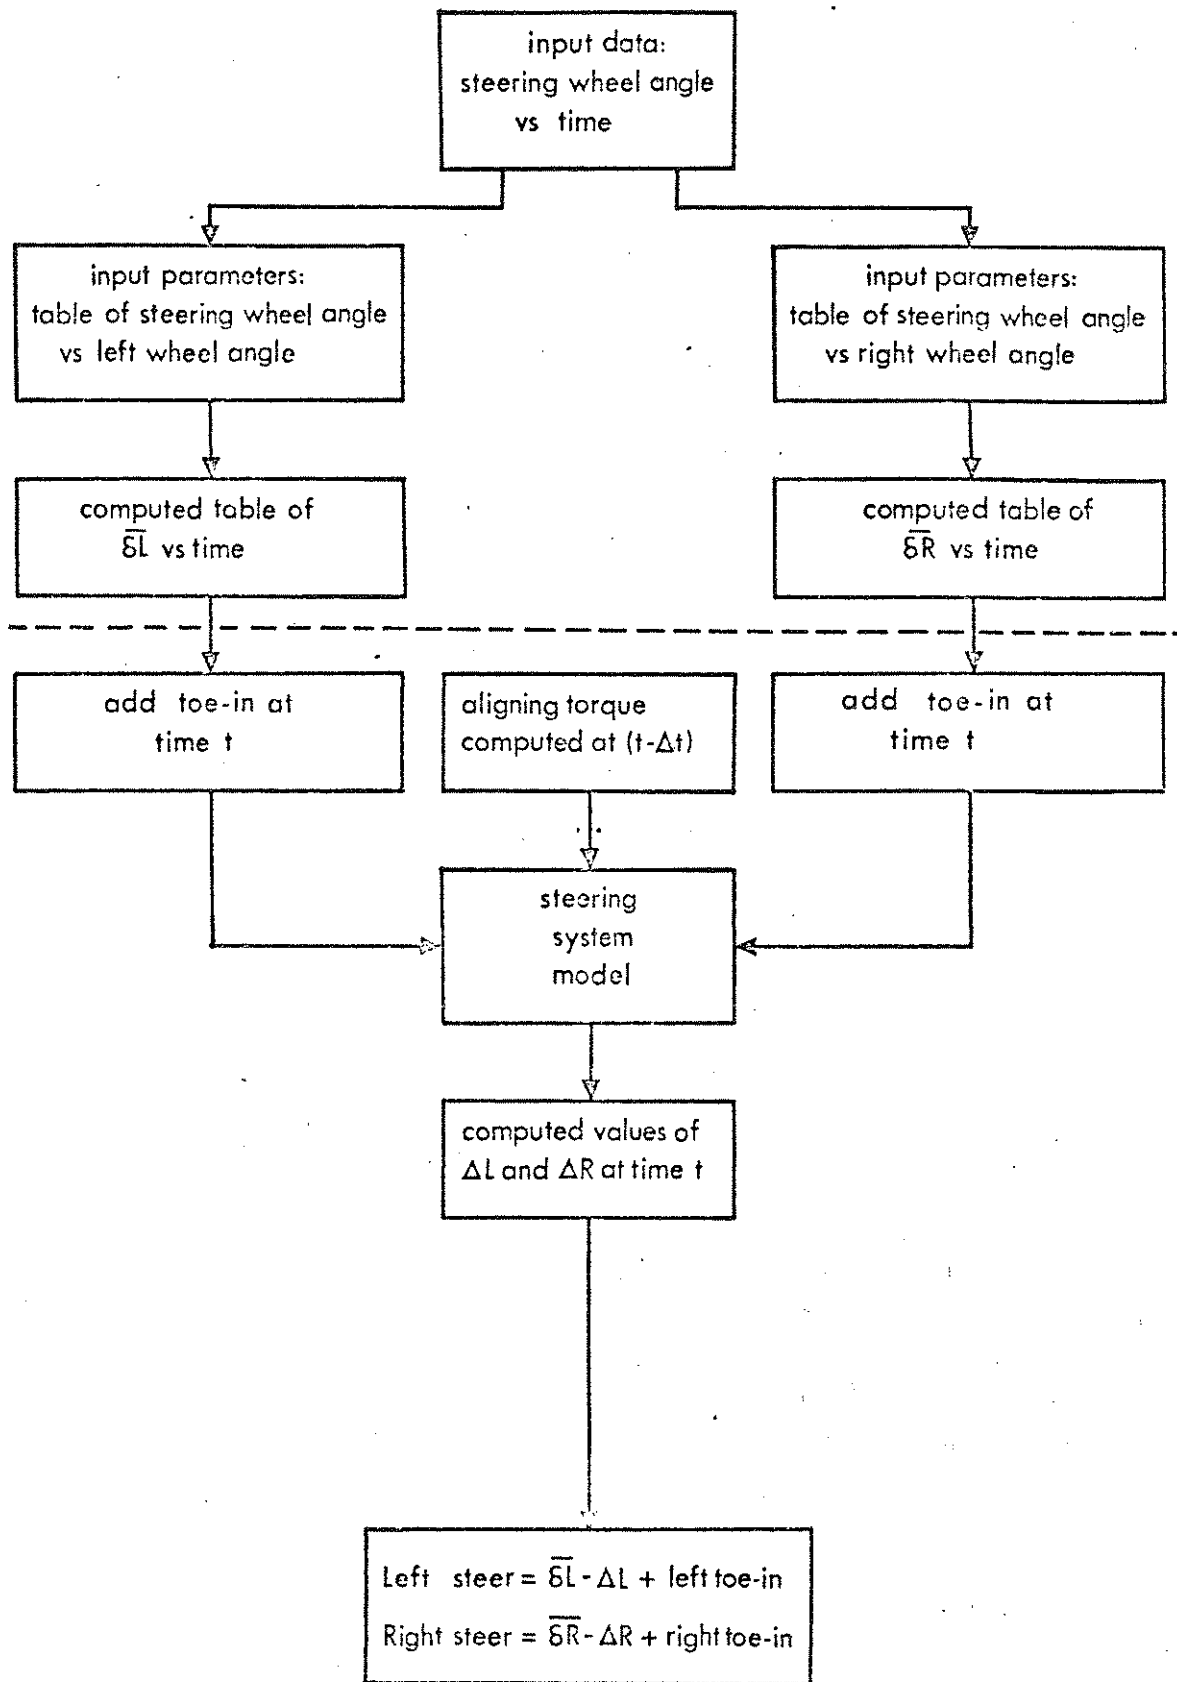 input data:
steering wheel angle
vs time
input parameters:
table of steering wheel angle
vs left wheel angle
input parameters:
table of steering wheel angle
vs right wheel angle
computed table of
δL̅ vs time
computed table of
δR̅ vs time
add toe-in at
time t
aligning torque
computed at (t-Δt)
add toe-in at
time t
steering
system
model
computed values of
ΔL and ΔR at time t
Left steer = δL̅ - ΔL + left toe-in
Right steer = δR̅ - ΔR + right toe-in